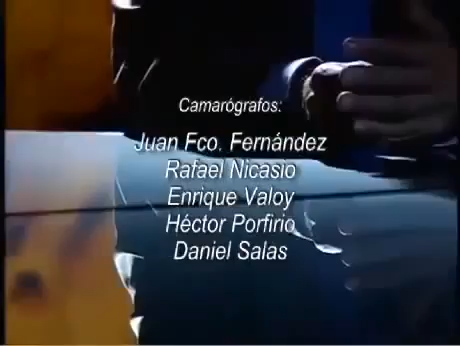 Camarógrafos:
Juan Fco. Fernández
Rafael Nicasio
Enrique Valoy
Héctor Porfirio
Daniel Salas